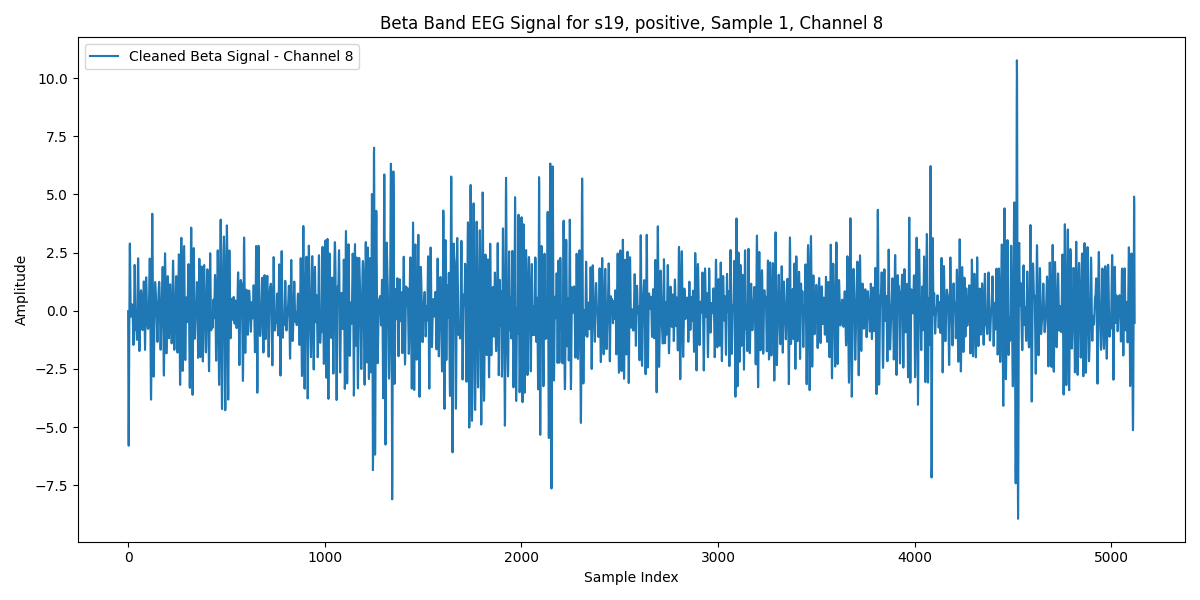 Beta Band EEG Signal for s19, positive, Sample 1, Channel 8
Cleaned Beta Signal - Channel 8
10.0
7.5
5.0
2.5
0.0
−2.5
−5.0
−7.5
Amplitude
0 1000 2000 3000 4000 5000
Sample Index